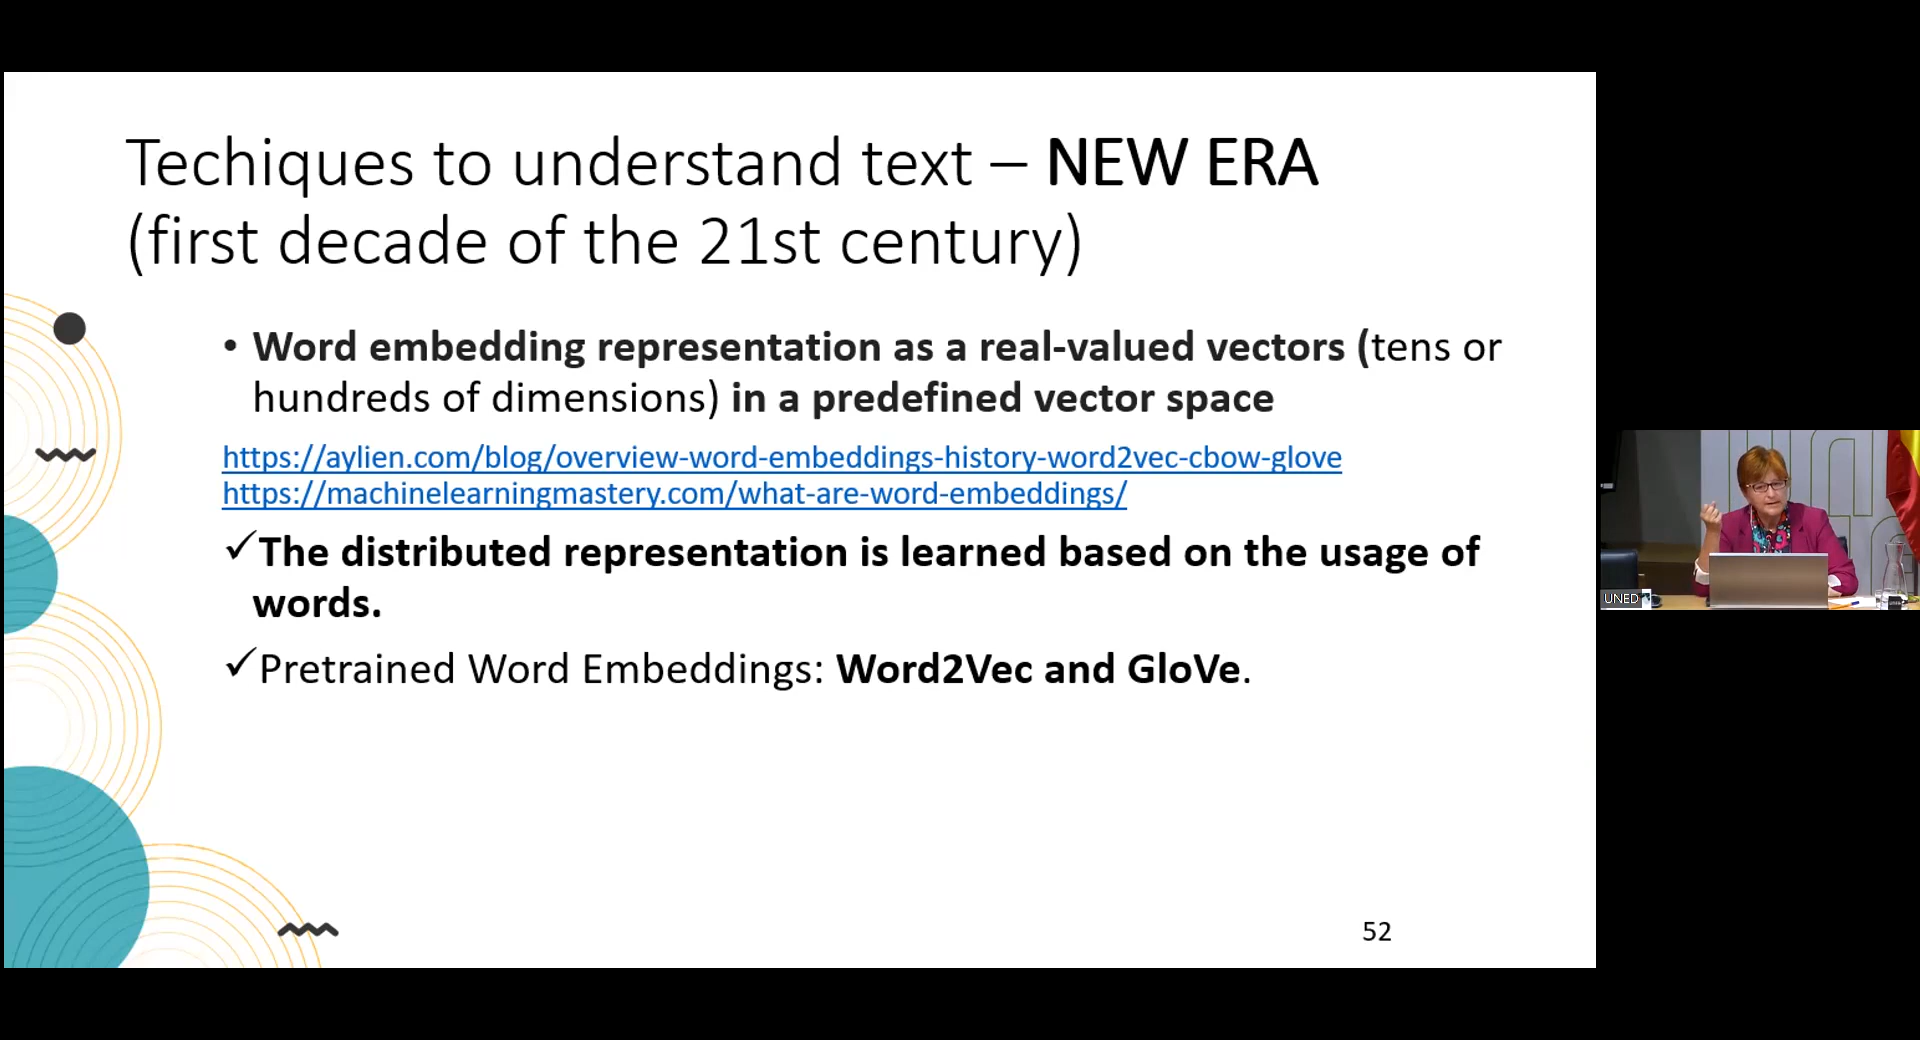 Techiques to understand text – NEW ERA
(first decade of the 21st century)
• Word embedding representation as a real-valued vectors (tens or
hundreds of dimensions) in a predefined vector space
https://aylien.com/blog/overview-word-embeddings-history-word2vec-cbow-glove
https://machinelearningmastery.com/what-are-word-embeddings/
✓The distributed representation is learned based on the usage of
words.
✓Pretrained Word Embeddings: Word2Vec and GloVe.
52
UNED